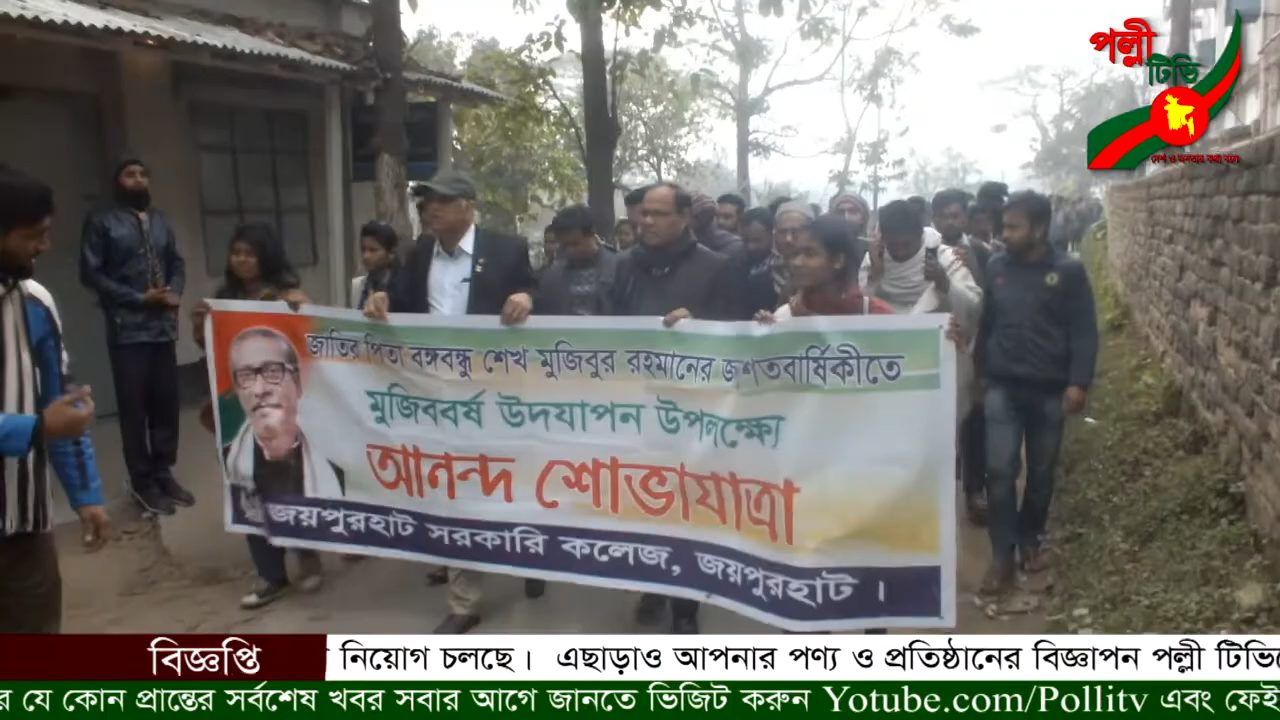 পল্লী
টিভি
জাতির পিতা বঙ্গবন্ধু শেখ মুজিবুর রহমানের জন্মশতবার্ষিকীতে
মুজিববর্ষ উদযাপন উপলক্ষ্যে
আনন্দ শোভাযাত্রা
জয়পুরহাট সরকারি কলেজ, জয়পুরহাট ।
বিজ্ঞপ্তি
নিয়োগ চলছে। এছাড়াও আপনার পণ্য ও প্রতিষ্ঠানের বিজ্ঞাপন পল্লী
যে কোন প্রান্তের সর্বশেষ খবর সবার আগে জানতে ভিজিট করুন Yotube.com/Pollitv এবং